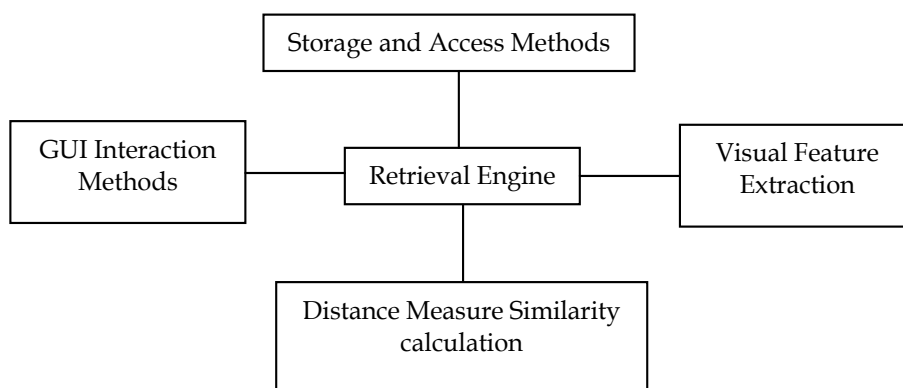 Storage and Access Methods
GUI Interaction
Methods
Retrieval Engine
Visual Feature
Extraction
Distance Measure Similarity
calculation